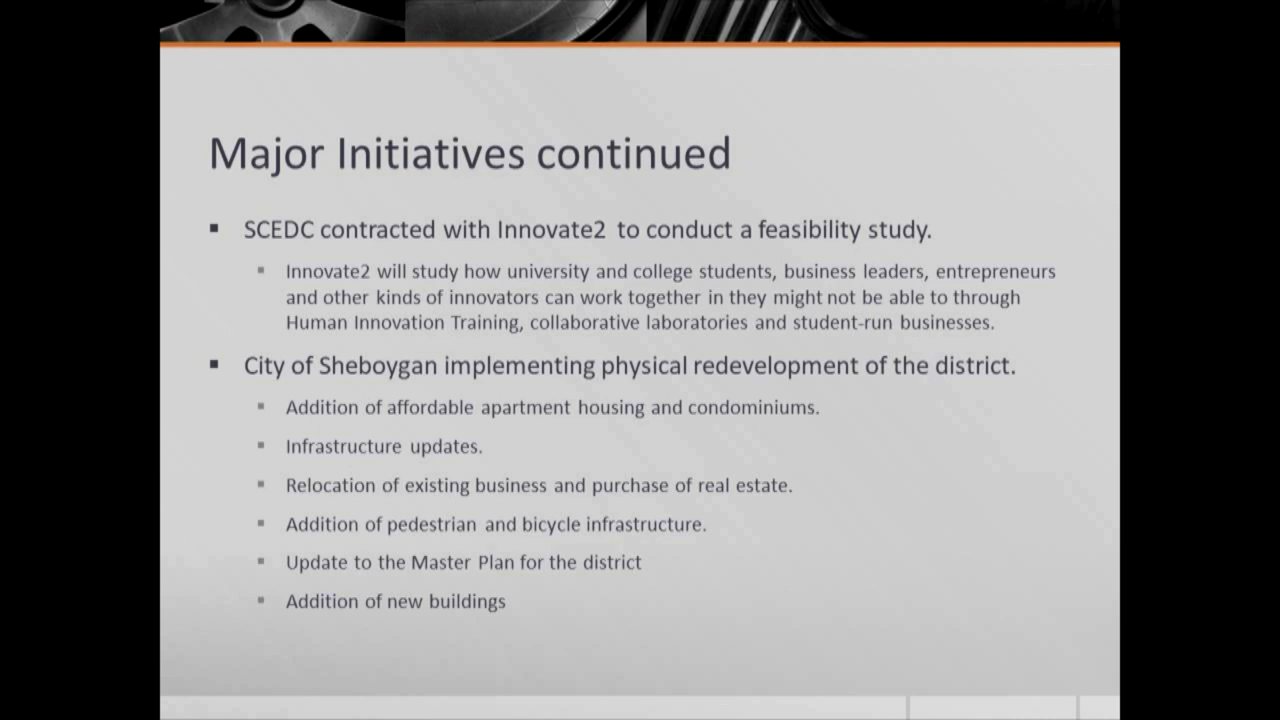 Major Initiatives continued
SCEDC contracted with Innovate2 to conduct a feasibility study.
Innovate2 will study how university and college students, business leaders, entrepreneurs
and other kinds of innovators can work together in they might not be able to through
Human Innovation Training, collaborative laboratories and student-run businesses.
City of Sheboygan implementing physical redevelopment of the district.
Addition of affordable apartment housing and condominiums.
Infrastructure updates.
Relocation of existing business and purchase of real estate.
Addition of pedestrian and bicycle infrastructure.
Update to the Master Plan for the district
Addition of new buildings